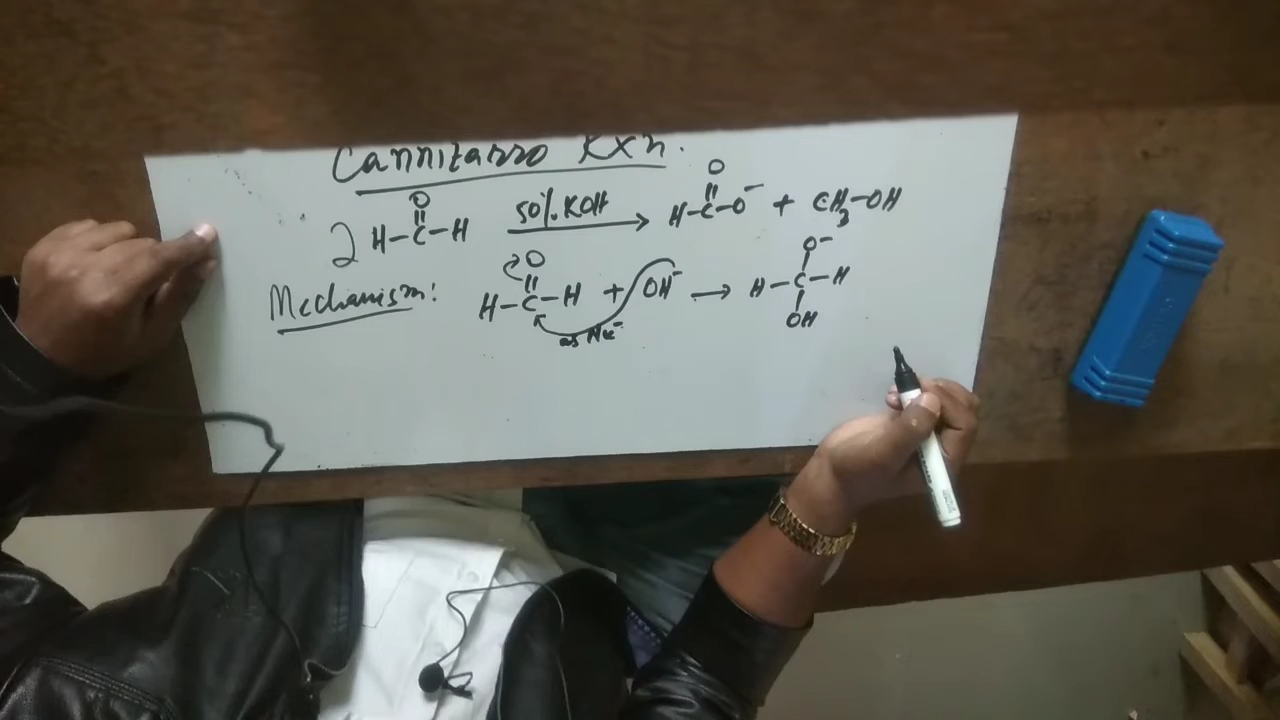 Cannizarro Rxn.
2 H-C(=O)-H 50% KOH → H-C(=O)-O⁻ + CH₃-OH
Mechanism: H-C(=O)-H + OH⁻ → H-C(O⁻)(OH)-H
as Nu⁻